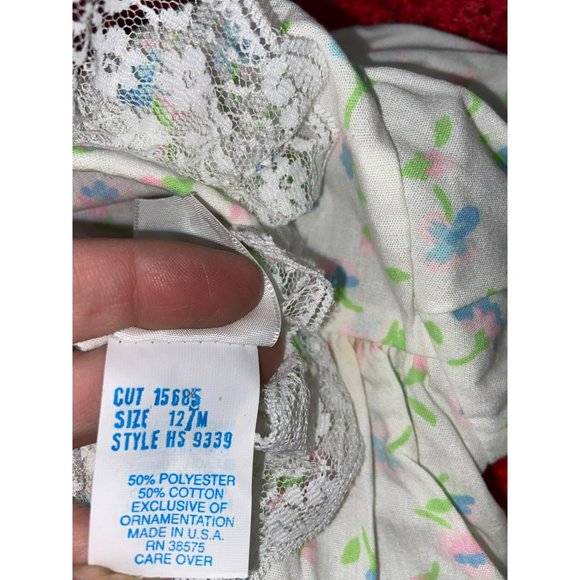 CUT 15685
SIZE 12/M
STYLE HS 9339
50% POLYESTER
50% COTTON
EXCLUSIVE OF
ORNAMENTATION
MADE IN U.S.A.
RN 38575
CARE OVER